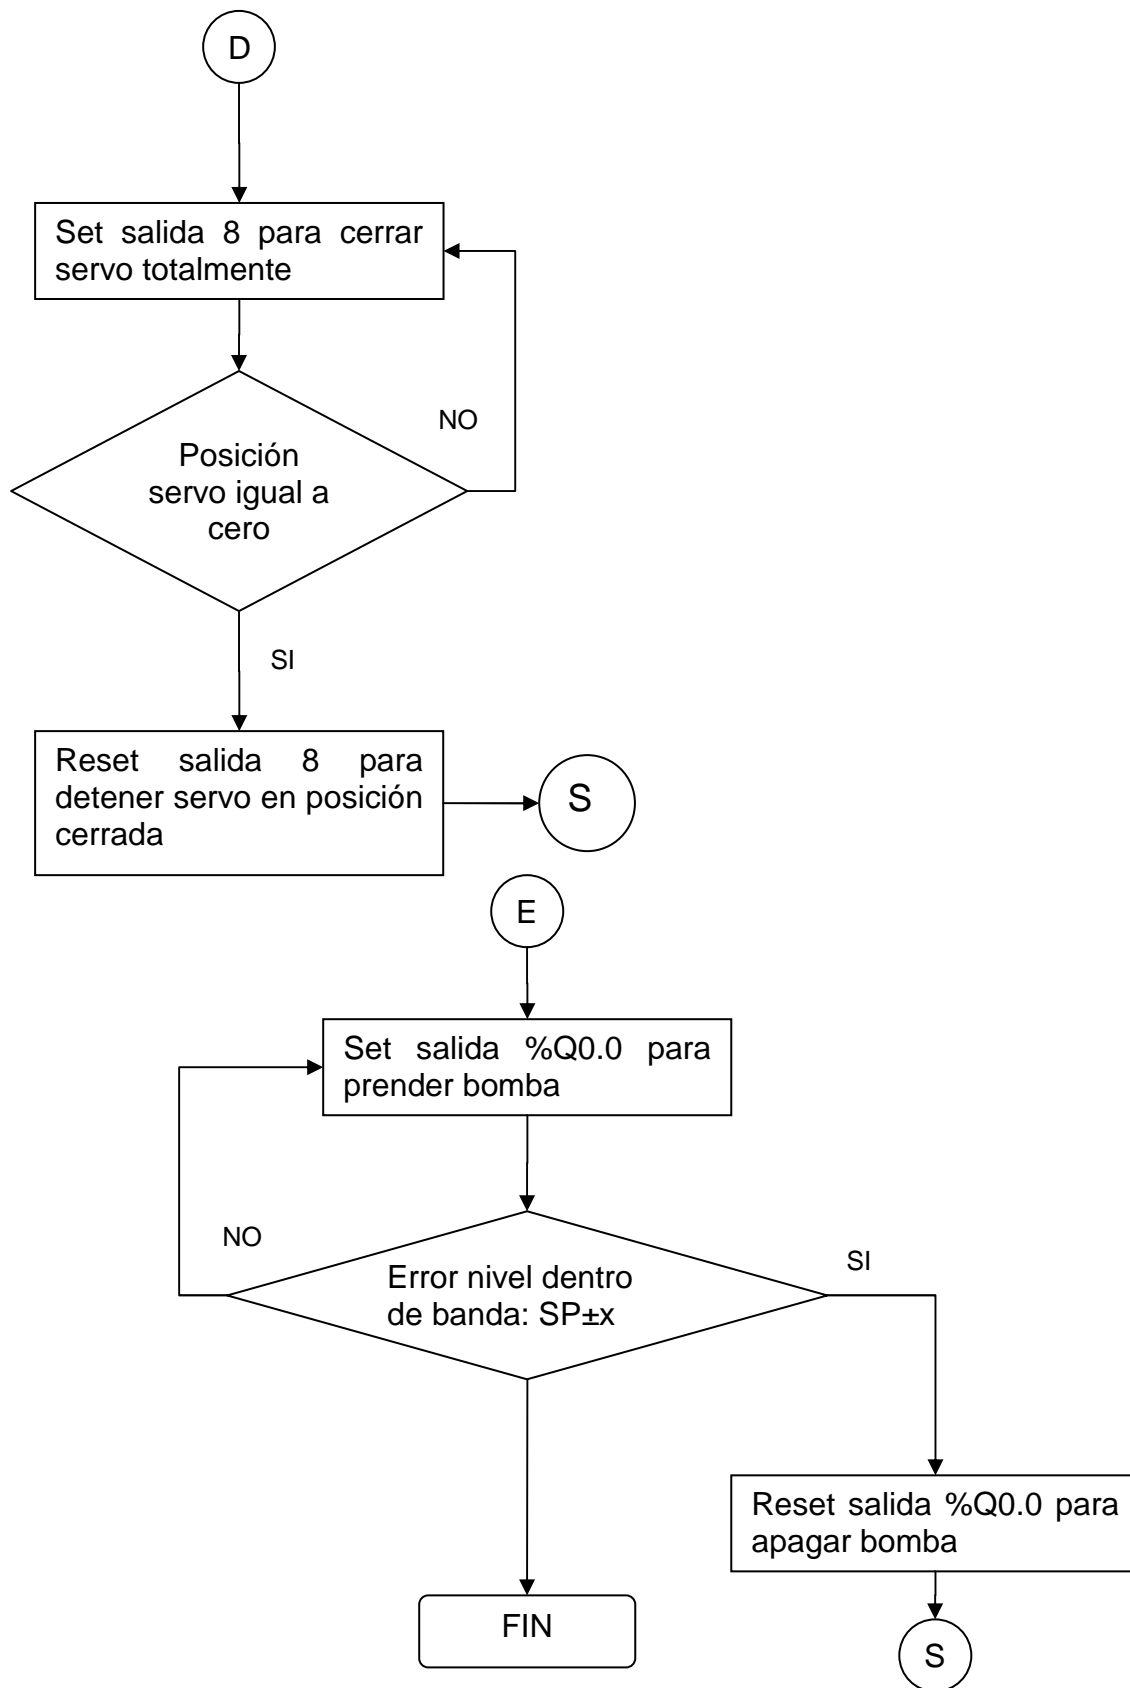 D
Set salida 8 para cerrar
servo totalmente
NO
Posición
servo igual a
cero
SI
Reset salida 8 para
detener servo en posición
cerrada
S
E
Set salida %Q0.0 para
prender bomba
NO
SI
Error nivel dentro
de banda: SP±x
Reset salida %Q0.0 para
apagar bomba
FIN
S